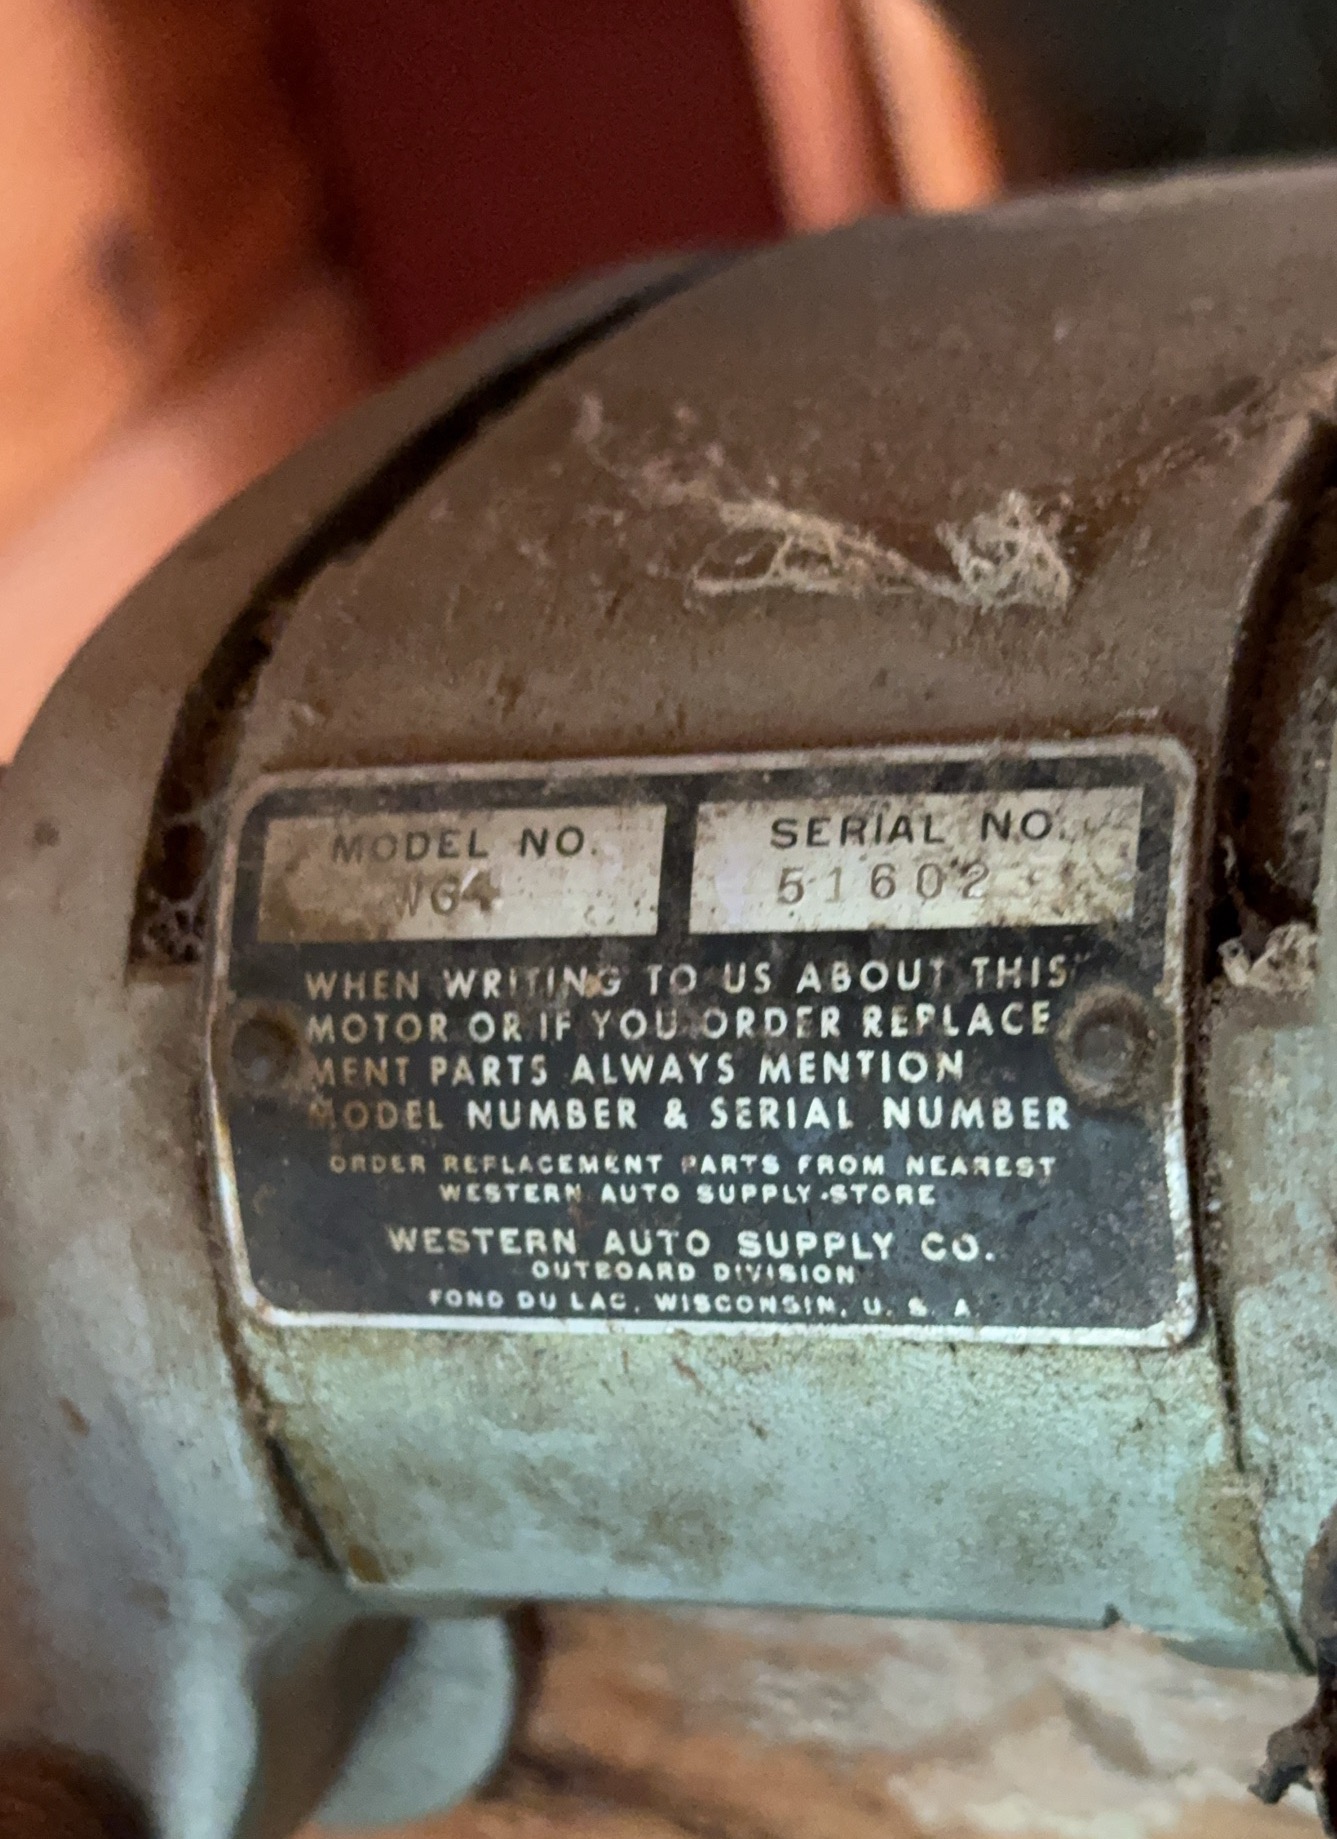 MODEL NO.
WG4
SERIAL NO.
51602
WHEN WRITING TO US ABOUT THIS
MOTOR OR IF YOU ORDER REPLACE
MENT PARTS ALWAYS MENTION
MODEL NUMBER & SERIAL NUMBER
ORDER REPLACEMENT PARTS FROM NEAREST
WESTERN AUTO SUPPLY STORE
WESTERN AUTO SUPPLY CO.
OUTBOARD DIVISION
FOND DU LAC, WISCONSIN, U. S. A.